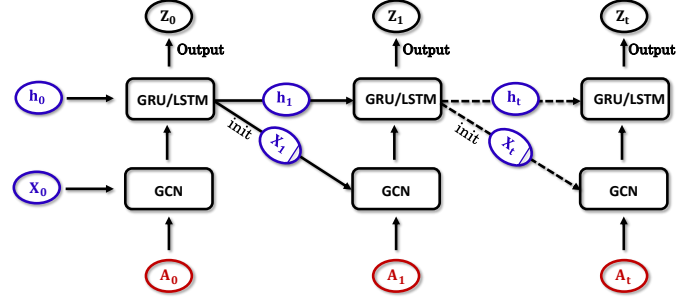 Z₀ Z₁ Zₜ
Output Output Output
h₀ GRU/LSTM h₁ GRU/LSTM hₜ GRU/LSTM
init X₁ init Xₜ
X₀ GCN GCN GCN
A₀ A₁ Aₜ